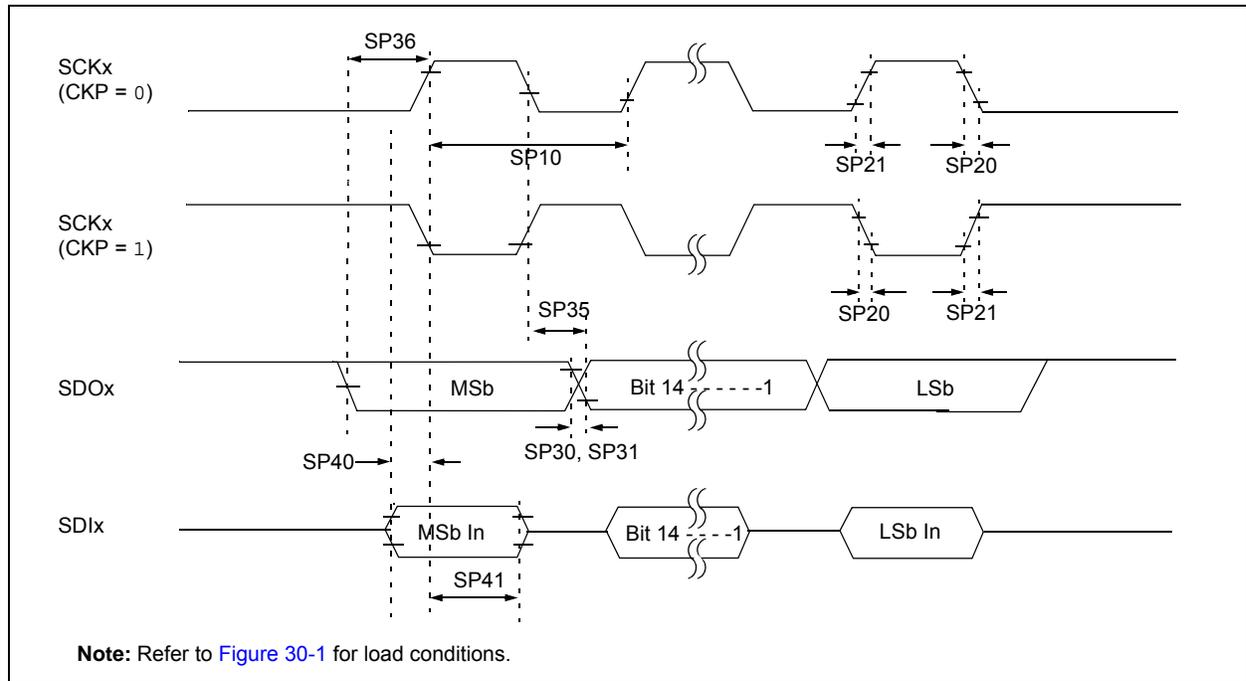 SP36
SCKx
(CKP = 0)
SP10
SP21
SP20
SCKx
(CKP = 1)
SP20
SP21
SP35
SDOx
MSb
Bit 14 - - - - - -1
LSb
SP30, SP31
SP40
SDIx
MSb In
Bit 14 - - - - -1
LSb In
SP41
Note: Refer to Figure 30-1 for load conditions.